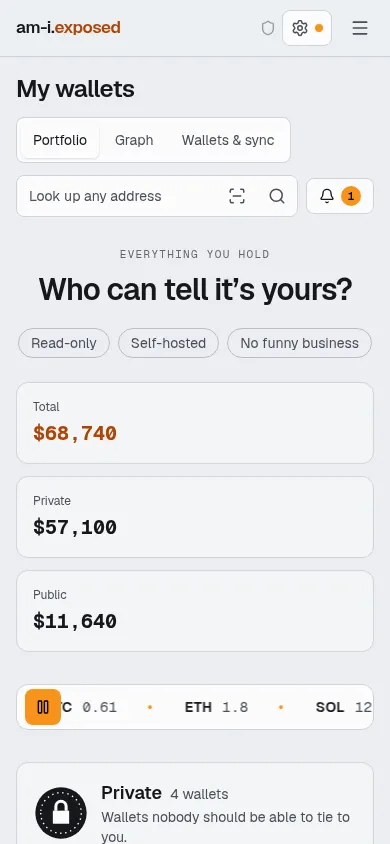 am-i.exposed
My wallets
Portfolio Graph Wallets & sync
Look up any address
1
EVERYTHING YOU HOLD
Who can tell it’s yours?
Read-only Self-hosted No funny business
Total
$68,740
Private
$57,100
Public
$11,640
C 0.61 • ETH 1.8 • SOL 12
Private 4 wallets
Wallets nobody should be able to tie to
you.